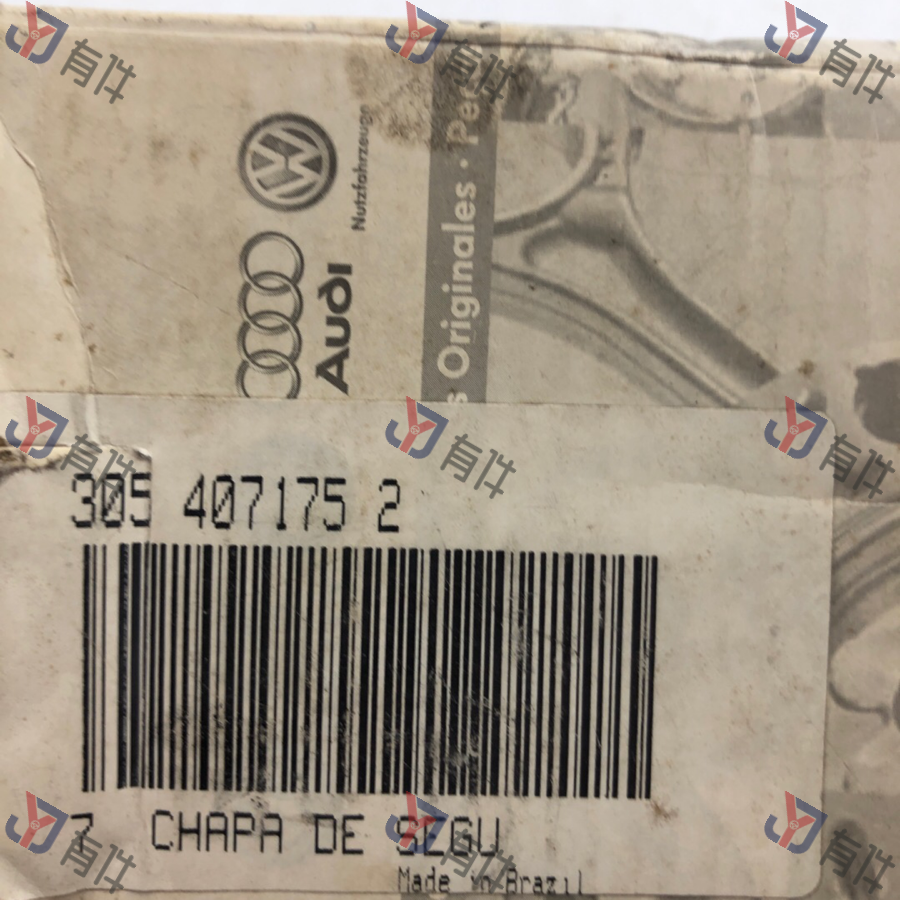 有件 有件 有件
Nutzfahrzeuge
Audi
Originales
有件 有件 有件
305 407175 2
7 CHAPA DE SEGU
Made in Brazil
有件 有件 有件